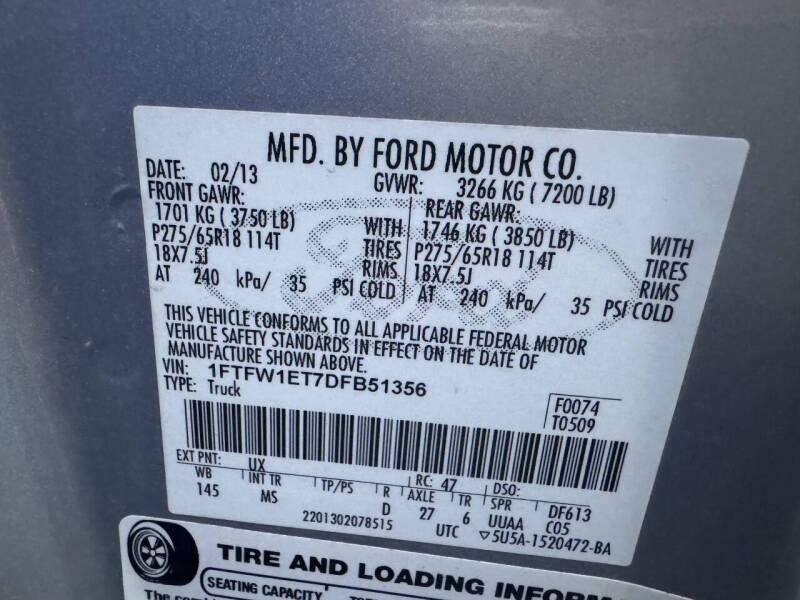 MFD. BY FORD MOTOR CO.
DATE: 02/13 GVWR: 3266 KG ( 7200 LB)
FRONT GAWR: REAR GAWR:
1701 KG ( 3750 LB) WITH 1746 KG ( 3850 LB) WITH
P275/65R18 114T TIRES P275/65R18 114T TIRES
18X7.5J RIMS 18X7.5J RIMS
AT 240 kPa/ 35 PSI COLD AT 240 kPa/ 35 PSI COLD
Ford
THIS VEHICLE CONFORMS TO ALL APPLICABLE FEDERAL MOTOR
VEHICLE SAFETY STANDARDS IN EFFECT ON THE DATE OF
MANUFACTURE SHOWN ABOVE.
VIN: 1FTFW1ET7DFB51356
TYPE: Truck
F0074
T0509
EXT PNT: UX RC: 47 DSO:
WB INT TR TP/PS R AXLE TR SPR DF613
145 MS D 27 6 UUAA C05
2201302078515 UTC ▽5U5A-1520472-BA
TIRE AND LOADING INFORM
SEATING CAPACITY
The